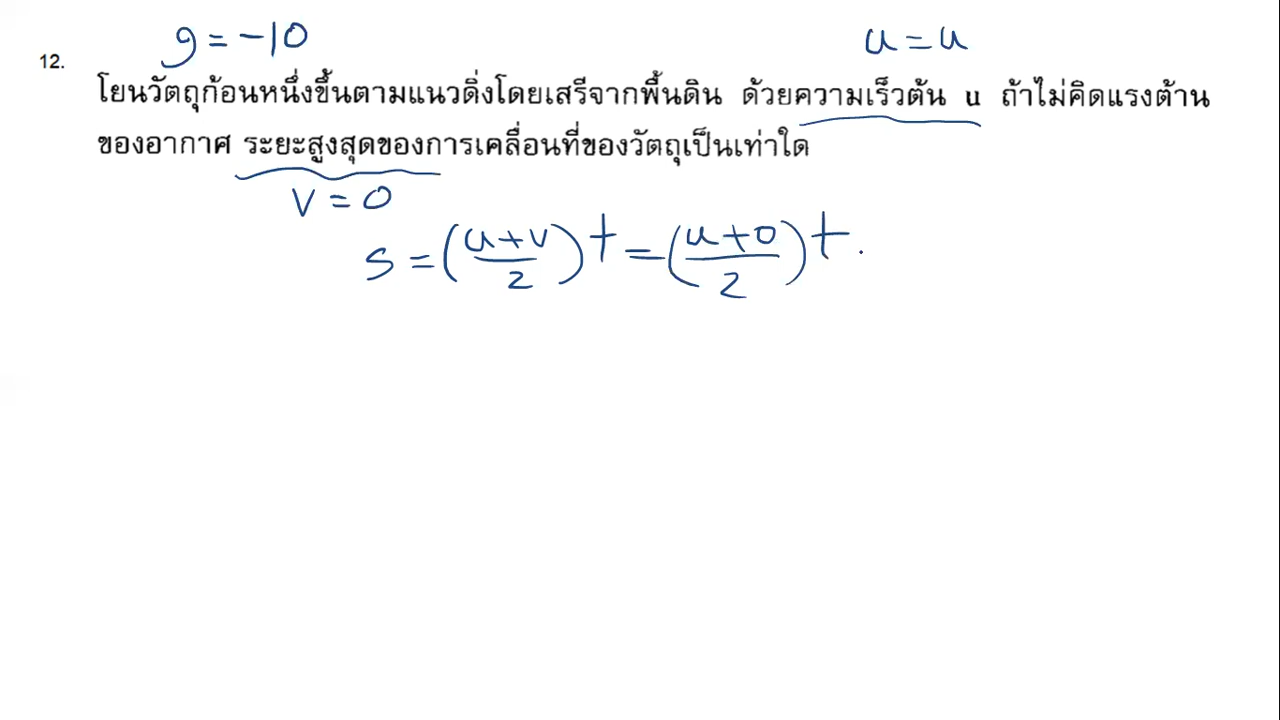 g = -10
u = u
12.
โยนวัตถุก้อนหนึ่งขึ้นตามแนวดิ่งโดยเสรีจากพื้นดิน ด้วยความเร็วต้น u ถ้าไม่คิดแรงต้าน
ของอากาศ ระยะสูงสุดของการเคลื่อนที่ของวัตถุเป็นเท่าใด
v = 0
s = (u+v/2) t = (u+0/2) t .